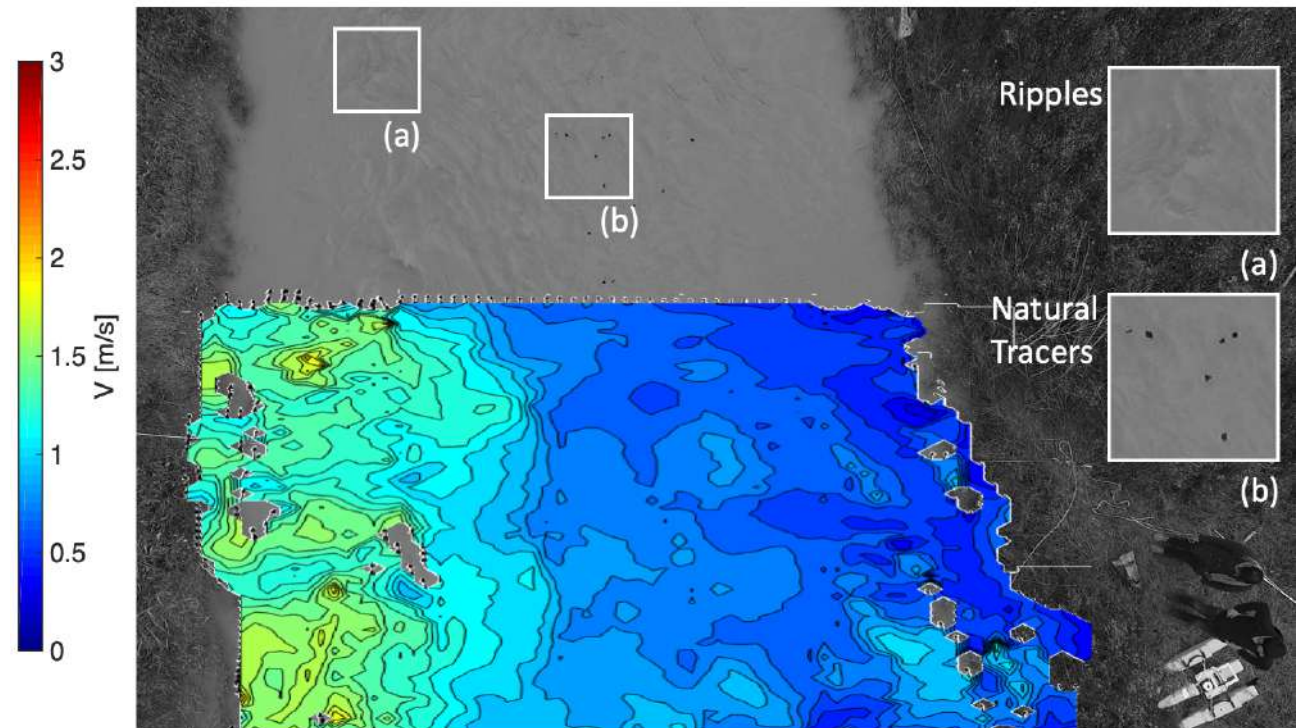 3
2.5
2
1.5
1
0.5
0
V [m/s]
(a)
(b)
Ripples
(a)
Natural
Tracers
(b)